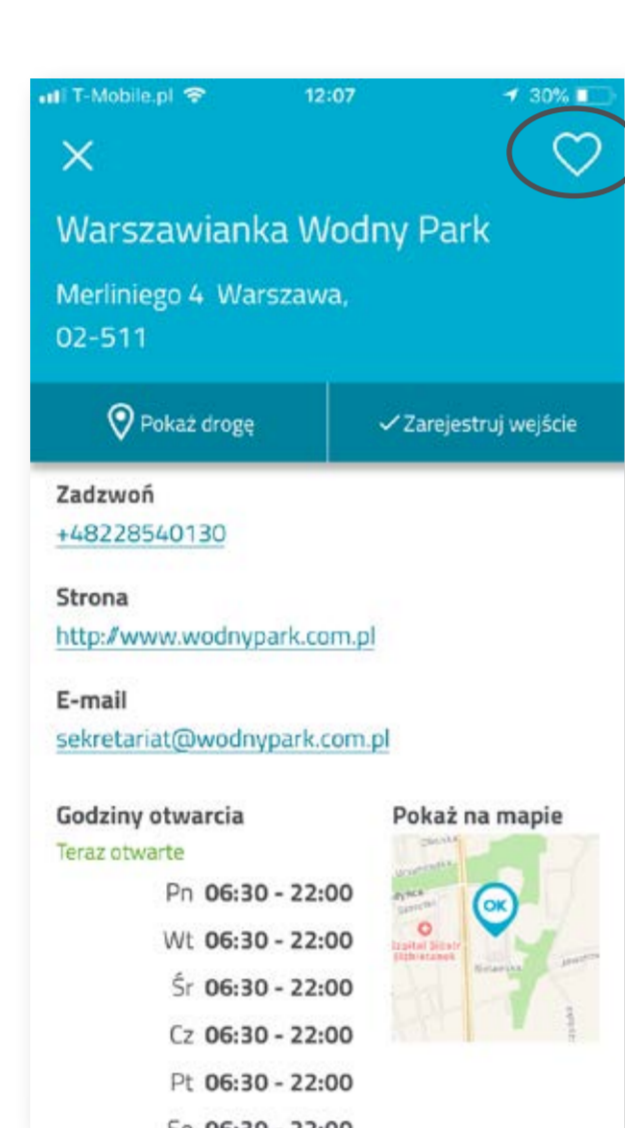 T-Mobile.pl 12:07 30%
Warszawianka Wodny Park
Merliniego 4 Warszawa,
02-511
Pokaż drogę
Zarejestruj wejście
Zadzwoń
+48228540130
Strona
http://www.wodnypark.com.pl
E-mail
sekretariat@wodnypark.com.pl
Godziny otwarcia
Teraz otwarte
Pn 06:30 - 22:00
Wt 06:30 - 22:00
Śr 06:30 - 22:00
Cz 06:30 - 22:00
Pt 06:30 - 22:00
Pokaż na mapie
OK